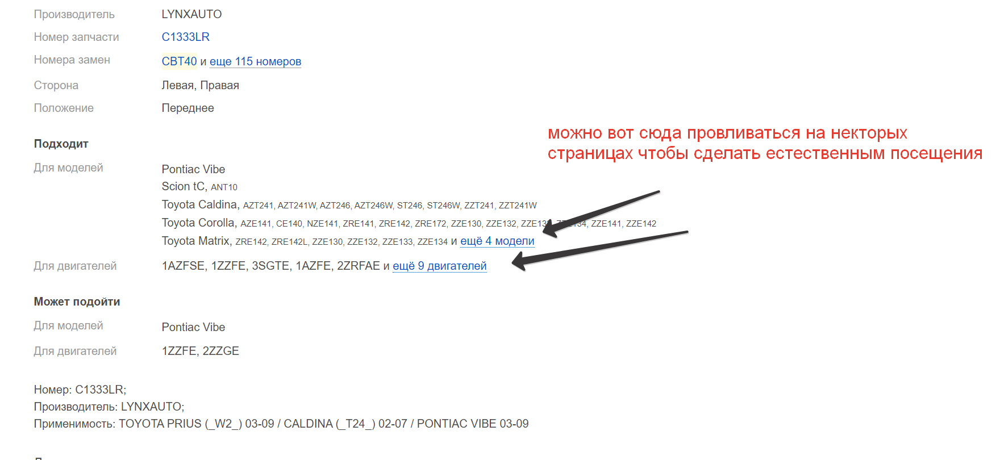 Производитель LYNXAUTO
Номер запчасти C1333LR
Номера замен CBT40 и еще 115 номеров
Сторона Левая, Правая
Положение Переднее
можно вот сюда провливаться на некторых
страницах чтобы сделать естественным посещения
Подходит
Для моделей Pontiac Vibe
Scion tC, ANT10
Toyota Caldina, AZT241, AZT241W, AZT246, AZT246W, ST246, ST246W, ZZT241, ZZT241W
Toyota Corolla, AZE141, CE140, NZE141, ZRE141, ZRE142, ZRE172, ZZE130, ZZE132, ZZE141, ZZE142
Toyota Matrix, ZRE142, ZRE142L, ZZE130, ZZE132, ZZE133, ZZE134 и ещё 4 модели
Для двигателей 1AZFSE, 1ZZFE, 3SGTE, 1AZFE, 2ZRFAE и ещё 9 двигателей
Может подойти
Для моделей Pontiac Vibe
Для двигателей 1ZZFE, 2ZZGE
Номер: C1333LR;
Производитель: LYNXAUTO;
Применимость: TOYOTA PRIUS (_W2_) 03-09 / CALDINA (_T24_) 02-07 / PONTIAC VIBE 03-09